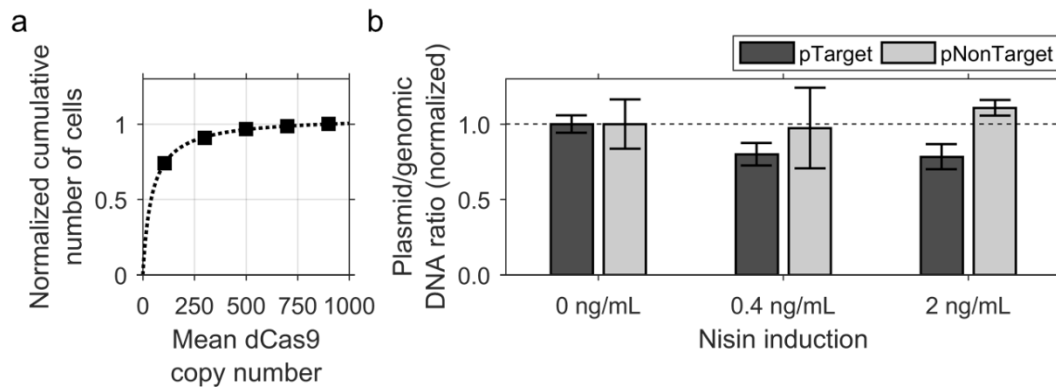 a
Normalized cumulative
number of cells
1
0.5
0
0 250 500 750 1000
Mean dCas9
copy number
b
pTarget pNonTarget
Plasmid/genomic
DNA ratio (normalized)
1.0
0.5
0.0
0 ng/mL 0.4 ng/mL 2 ng/mL
Nisin induction